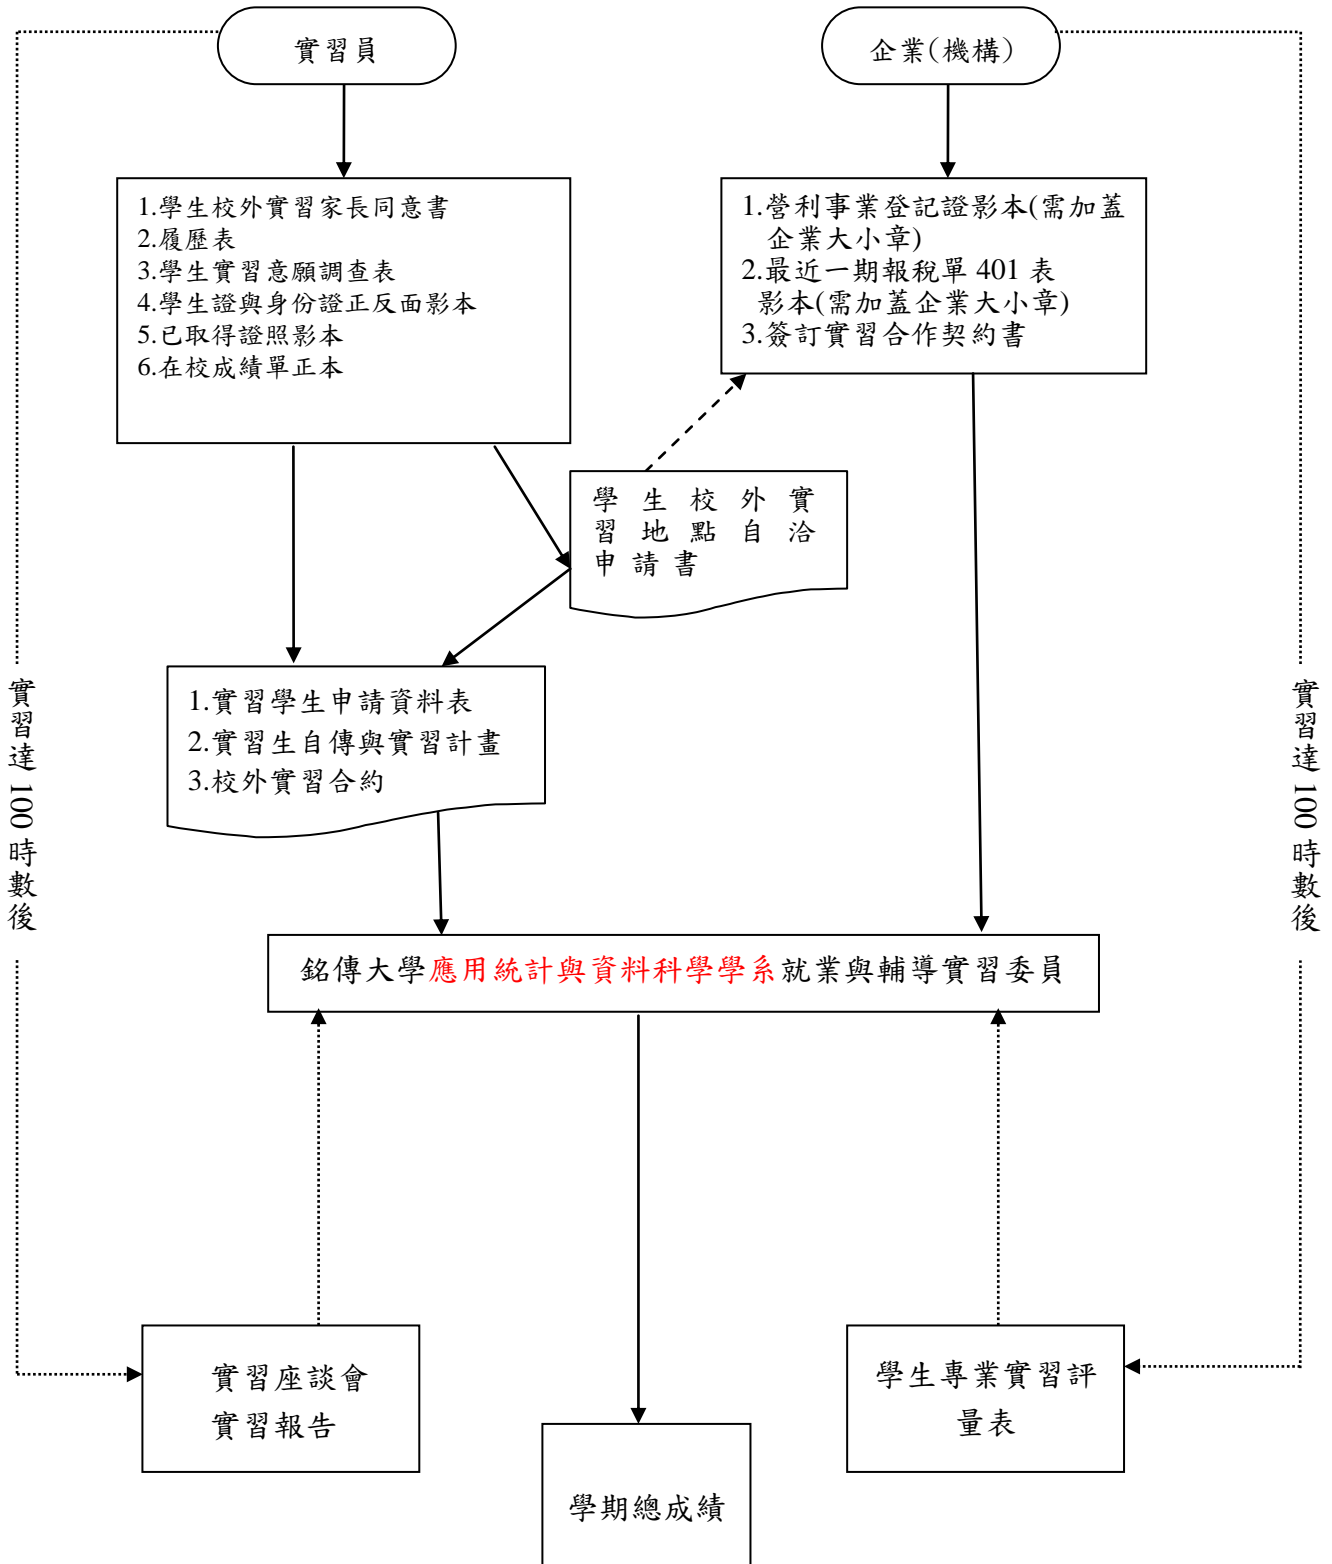 實習員
企業(機構)
1.學生校外實習家長同意書
2.履歷表
3.學生實習意願調查表
4.學生證與身份證正反面影本
5.已取得證照影本
6.在校成績單正本
1.營利事業登記證影本(需加蓋
企業大小章)
2.最近一期報稅單 401 表
影本(需加蓋企業大小章)
3.簽訂實習合作契約書
學生校外實
習地點自洽
申請書
1.實習學生申請資料表
2.實習生自傳與實習計畫
3.校外實習合約
實習達 100 時數後
實習達 100 時數後
銘傳大學應用統計與資料科學學系就業與輔導實習委員
實習座談會
實習報告
學生專業實習評
量表
學期總成績